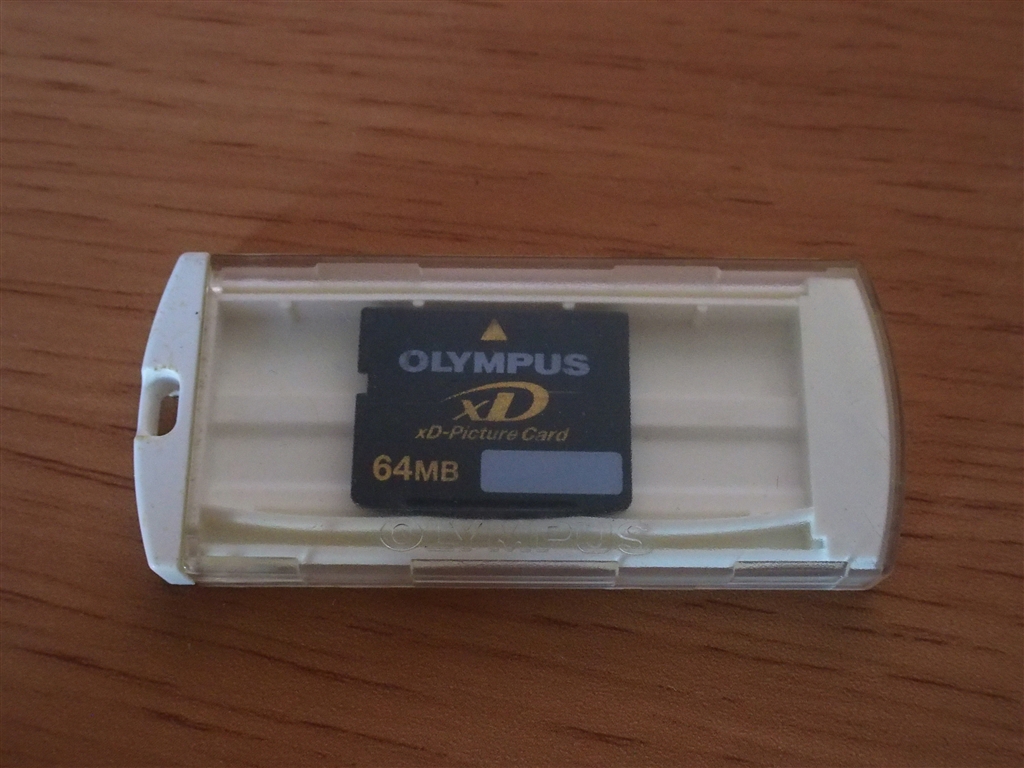 OLYMPUS
xD
xD-Picture Card
64MB
OLYMPUS